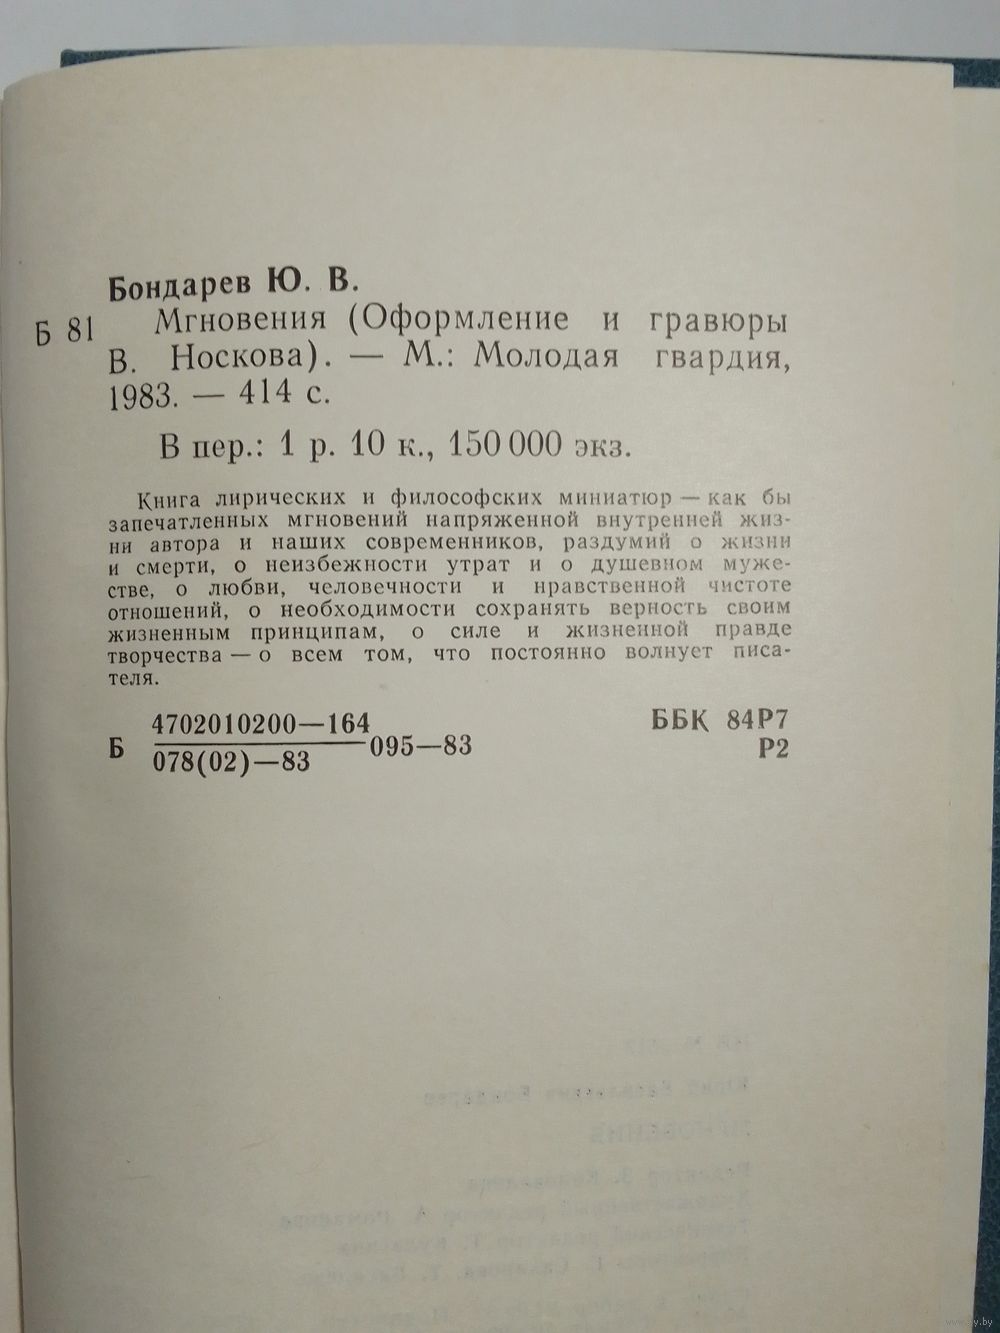 Бондарев Ю. В.
Б 81 Мгновения (Оформление и гравюры
В. Носкова). — М.: Молодая гвардия,
1983. — 414 с.
В пер.: 1 р. 10 к., 150 000 экз.
Книга лирических и философских миниатюр — как бы
запечатленных мгновений напряженной внутренней жиз-
ни автора и наших современников, раздумий о жизни
и смерти, о неизбежности утрат и о душевном муже-
стве, о любви, человечности и нравственной чистоте
отношений, о необходимости сохранять верность своим
жизненным принципам, о силе и жизненной правде
творчества — о всем том, что постоянно волнует писа-
теля.
4702010200—164
Б 095—83
078(02)—83
ББК 84Р7
Р2